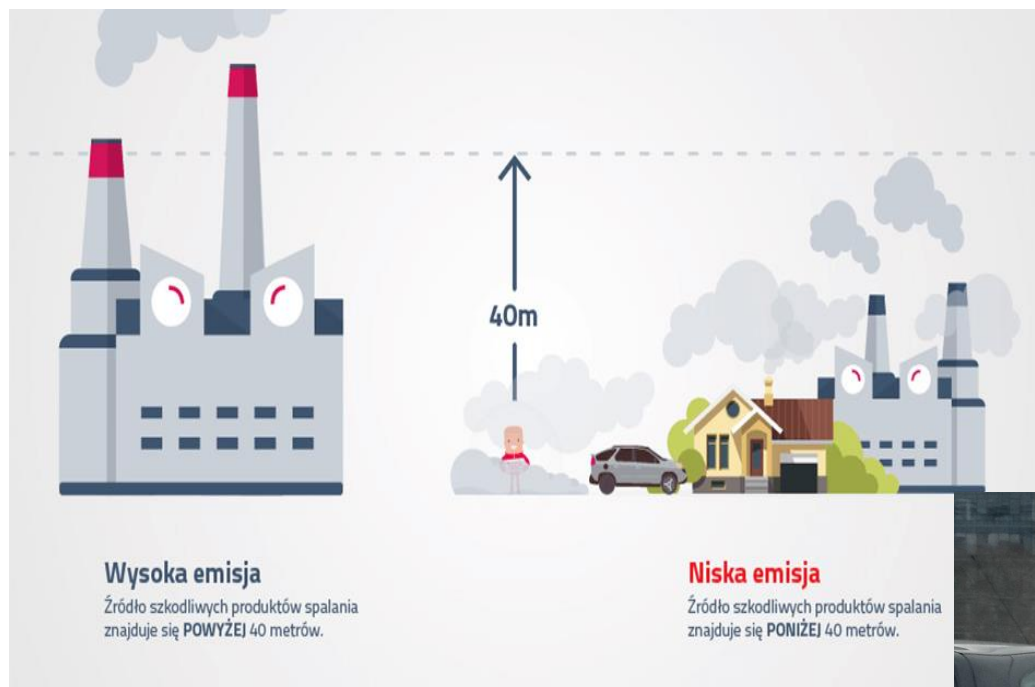 40m
Wysoka emisja
Źródło szkodliwych produktów spalania
znajduje się POWYŻEJ 40 metrów.
Niska emisja
Źródło szkodliwych produktów spalania
znajduje się PONIŻEJ 40 metrów.